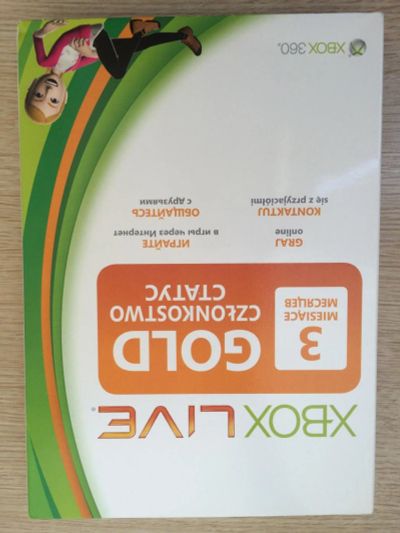 XBOX LIVE®
3
MIESIĄCE
МЕСЯЦЕВ
GOLD
CZŁONKOSTWO
СТАТУС
GRAJ
online
ИГРАЙТЕ
в игры через Интернет
KONTAKTUJ
się z przyjaciółmi
ОБЩАЙТЕСЬ
с друзьями
XBOX 360®